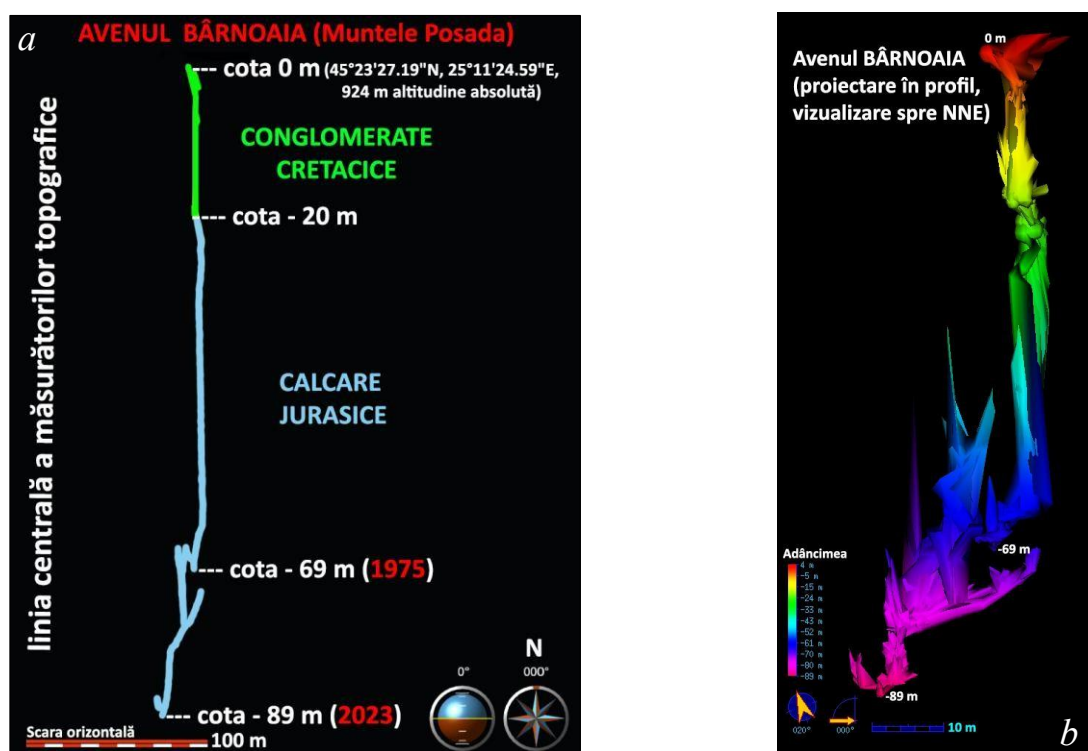 a
AVENUL BÂRNOAIA (Muntele Posada)
--- cota 0 m (45°23'27.19"N, 25°11'24.59"E,
924 m altitudine absolută)
CONGLOMERATE
CRETACICE
--- cota - 20 m
linia centrală a măsurătorilor topografice
CALCARE
JURASICE
--- cota - 69 m (1975)
--- cota - 89 m (2023)
Scara orizontală
100 m
0°
N
000°
0 m
Avenul BÂRNOAIA
(proiectare în profil,
vizualizare spre NNE)
-69 m
Adâncimea
4 m
-5 m
-15 m
-24 m
-33 m
-43 m
-52 m
-61 m
-70 m
-80 m
-89 m
-89 m
020°
000°
10 m
b